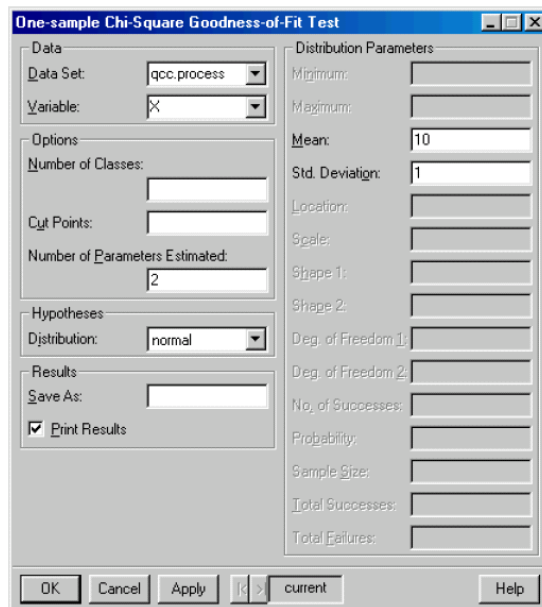 One-sample Chi-Square Goodness-of-Fit Test
Data
Data Set: qcc.process
Variable: X
Options
Number of Classes:
Cut Points:
Number of Parameters Estimated:
2
Hypotheses
Distribution: normal
Results
Save As:
Print Results
Distribution Parameters
Minimum:
Maximum:
Mean: 10
Std. Deviation: 1
Location:
Scale:
Shape 1:
Shape 2:
Deg. of Freedom 1:
Deg. of Freedom 2:
No. of Successes:
Probability:
Sample Size:
Total Successes:
Total Failures:
OK Cancel Apply current Help